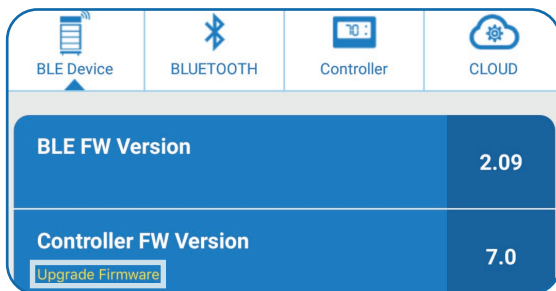 70 :
BLE Device
BLUETOOTH
Controller
CLOUD
BLE FW Version
2.09
Controller FW Version
7.0
Upgrade Firmware